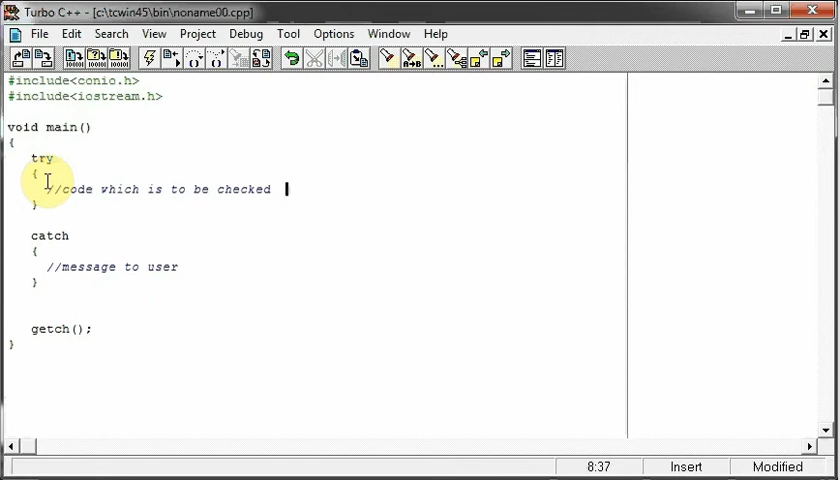 Turbo C++ - [c:\tcwin45\bin\noname00.cpp]
File Edit Search View Project Debug Tool Options Window Help
#include<conio.h>
#include<iostream.h>
void main()
{
try
{
//code which is to be checked
}
catch
{
//message to user
}
getch();
}
8:37 Insert Modified